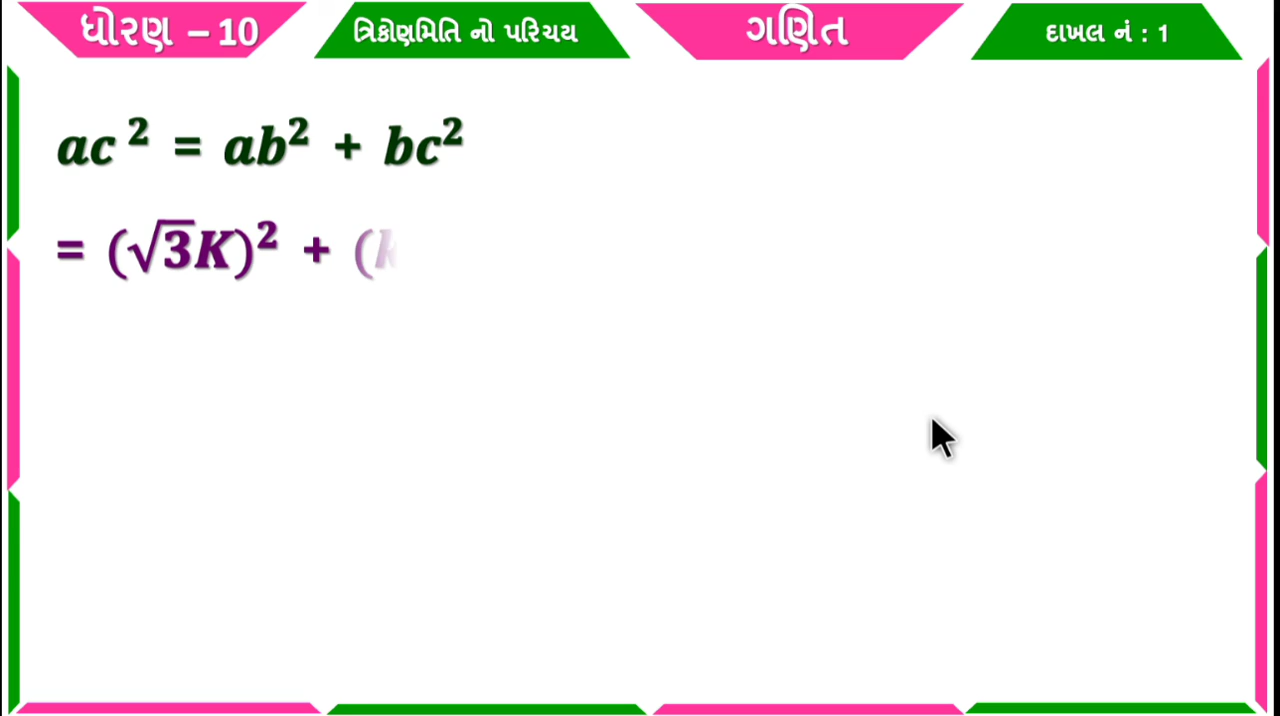 ધોરણ – 10
ત્રિકોણમિતિ નો પરિચય
ગણિત
દાખલ નં : 1
ac² = ab² + bc²
= (√3K)² + (k